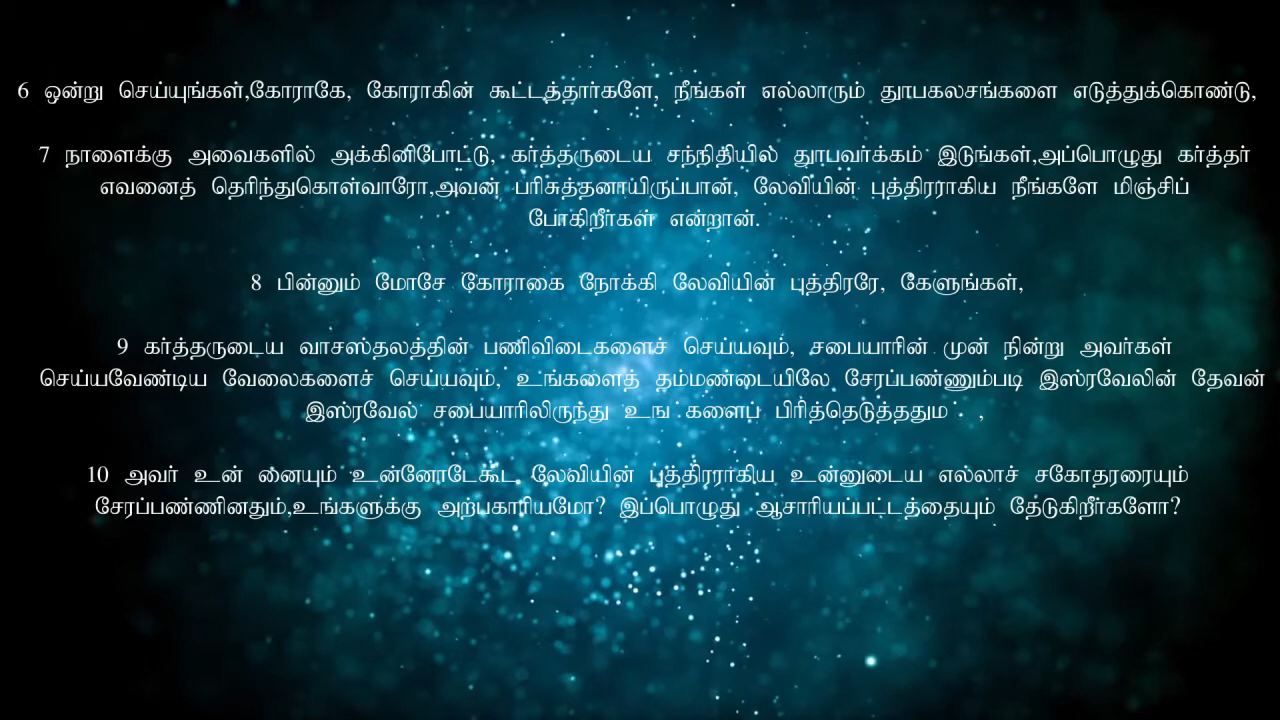 6 ஒன்று செய்யுங்கள்,கோராகே, கோராகின் கூட்டத்தார்களே, நீங்கள் எல்லாரும் தூபகலசங்களை எடுத்துக்கொண்டு,
7 நாளைக்கு அவைகளில் அக்கினிபோட்டு, கர்த்தருடைய சந்நிதியில் தூபவர்க்கம் இடுங்கள்,அப்பொழுது கர்த்தர்
எவனைத் தெரிந்துகொள்வாரோ,அவன் பரிசுத்தனாயிருப்பான், லேவியின் புத்திரராகிய நீங்களே மிஞ்சிப்
போகிறீர்கள் என்றான்.
8 பின்னும் மோசே கோராகை நோக்கி லேவியின் புத்திரரே, கேளுங்கள்,
9 கர்த்தருடைய வாசஸ்தலத்தின் பணிவிடைகளைச் செய்யவும், சபையாரின் முன் நின்று அவர்கள்
செய்யவேண்டிய வேலைகளைச் செய்யவும், உங்களைத் தம்மண்டையிலே சேரப்பண்ணும்படி இஸ்ரவேலின் தேவன்
இஸ்ரவேல் சபையாரிலிருந்து உங களைப் பிரித்தெடுத்ததும ,
10 அவர் உன் னையும் உன்னோடேகூட லேவியின் புத்திரராகிய உன்னுடைய எல்லாச் சகோதரரையும்
சேரப்பண்ணினதும்,உங்களுக்கு அற்பகாரியமோ? இப்பொழுது ஆசாரியப்பட்டத்தையும் தேடுகிறீர்களோ?